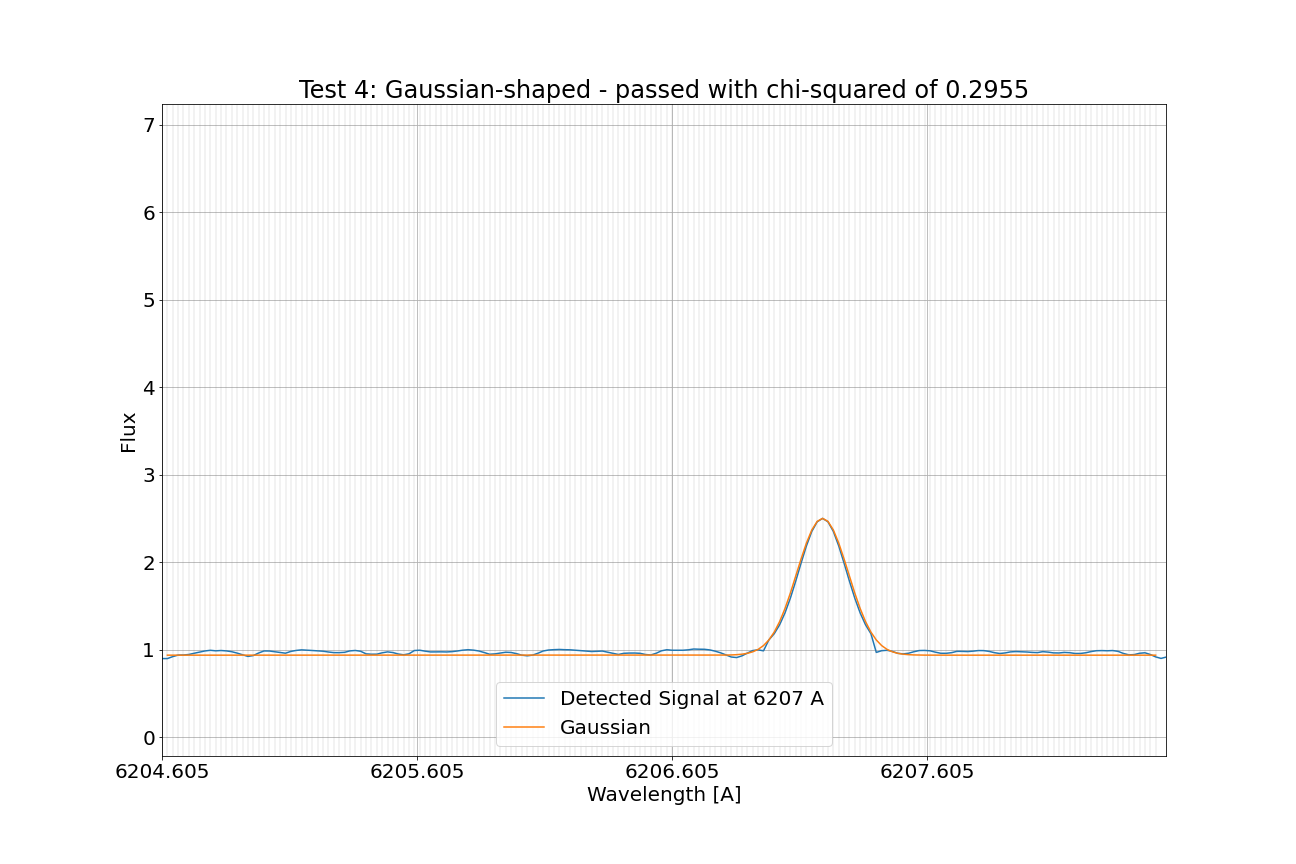 Test 4: Gaussian-shaped - passed with chi-squared of 0.2955
7
6
5
4
3
2
1
0
Flux
Detected Signal at 6207 A
Gaussian
6204.605 6205.605 6206.605 6207.605
Wavelength [A]